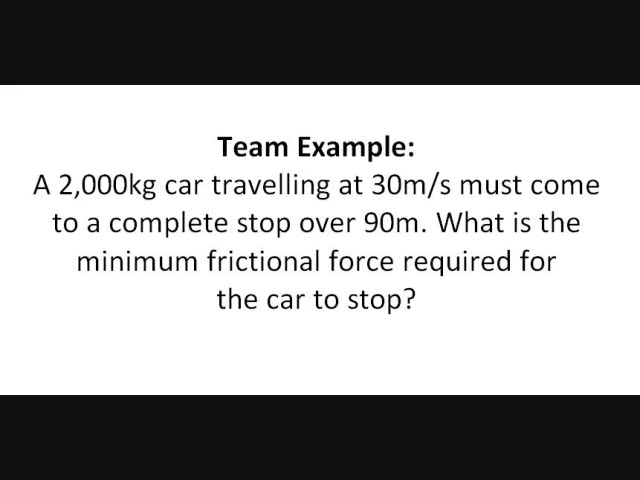 Team Example:
A 2,000kg car travelling at 30m/s must come
to a complete stop over 90m. What is the
minimum frictional force required for
the car to stop?